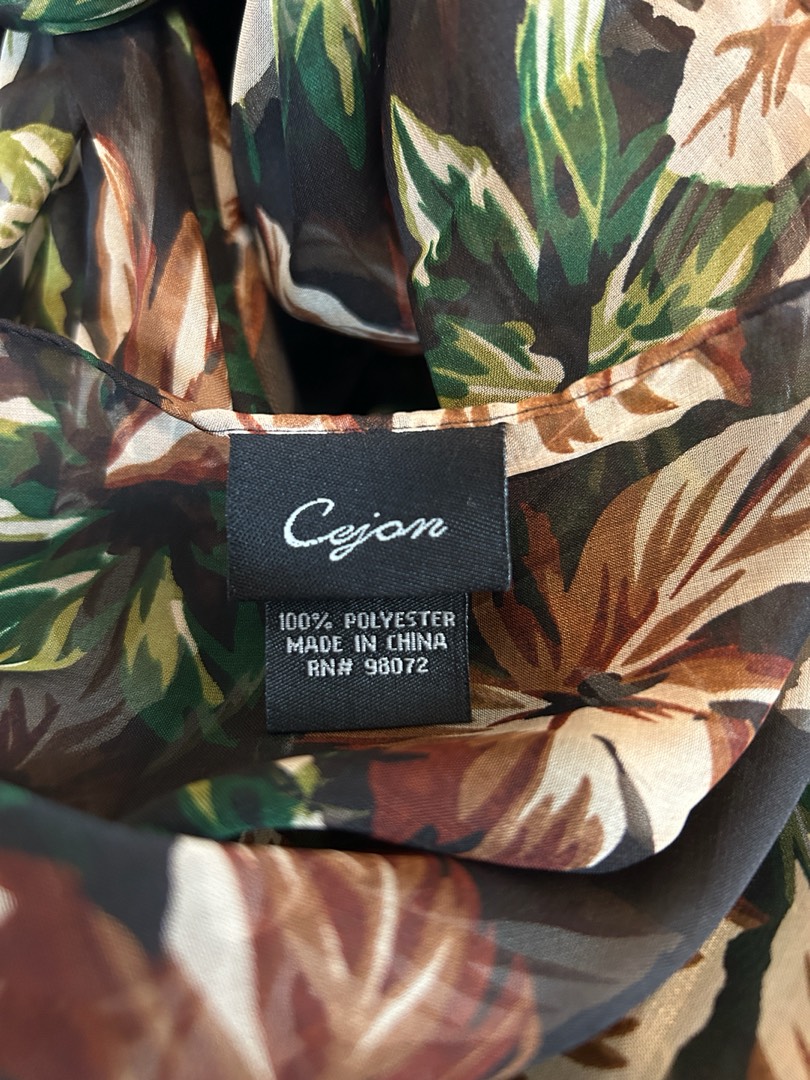 Cejon
100% POLYESTER
MADE IN CHINA
RN# 98072